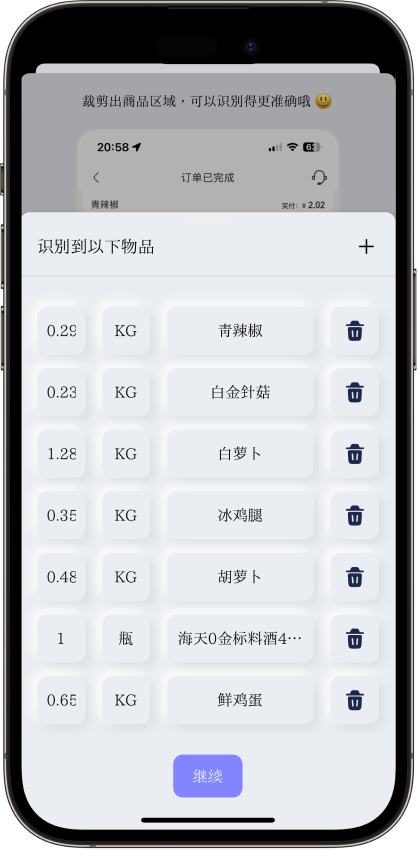 裁剪出商品区域，可以识别得更准确哦 😃
20:58 63
订单已完成
青辣椒 实付: ¥ 2.02
识别到以下物品 +
0.29 KG 青辣椒
0.23 KG 白金針菇
1.28 KG 白萝卜
0.35 KG 冰鸡腿
0.48 KG 胡萝卜
1 瓶 海天0金标料酒4…
0.65 KG 鲜鸡蛋
继续